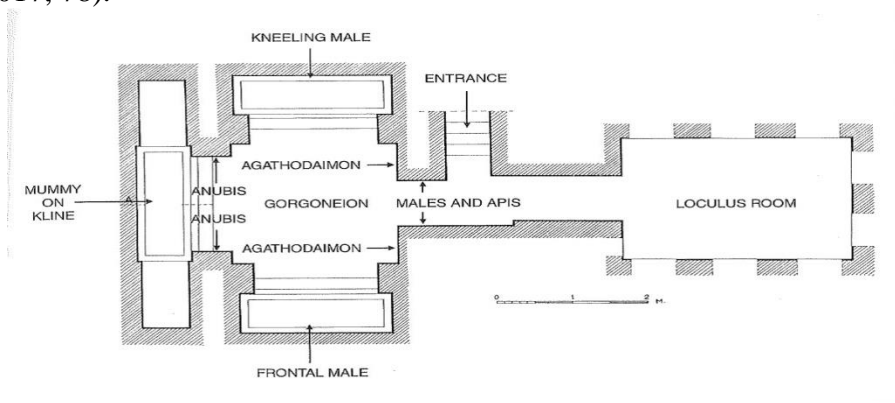 KNEELING MALE
ENTRANCE
AGATHODAIMON
ANUBIS
MUMMY
ON
KLINE
A
GORGONEION
MALES AND APIS
LOCULUS ROOM
ANUBIS
AGATHODAIMON
0 1 2 M.
FRONTAL MALE